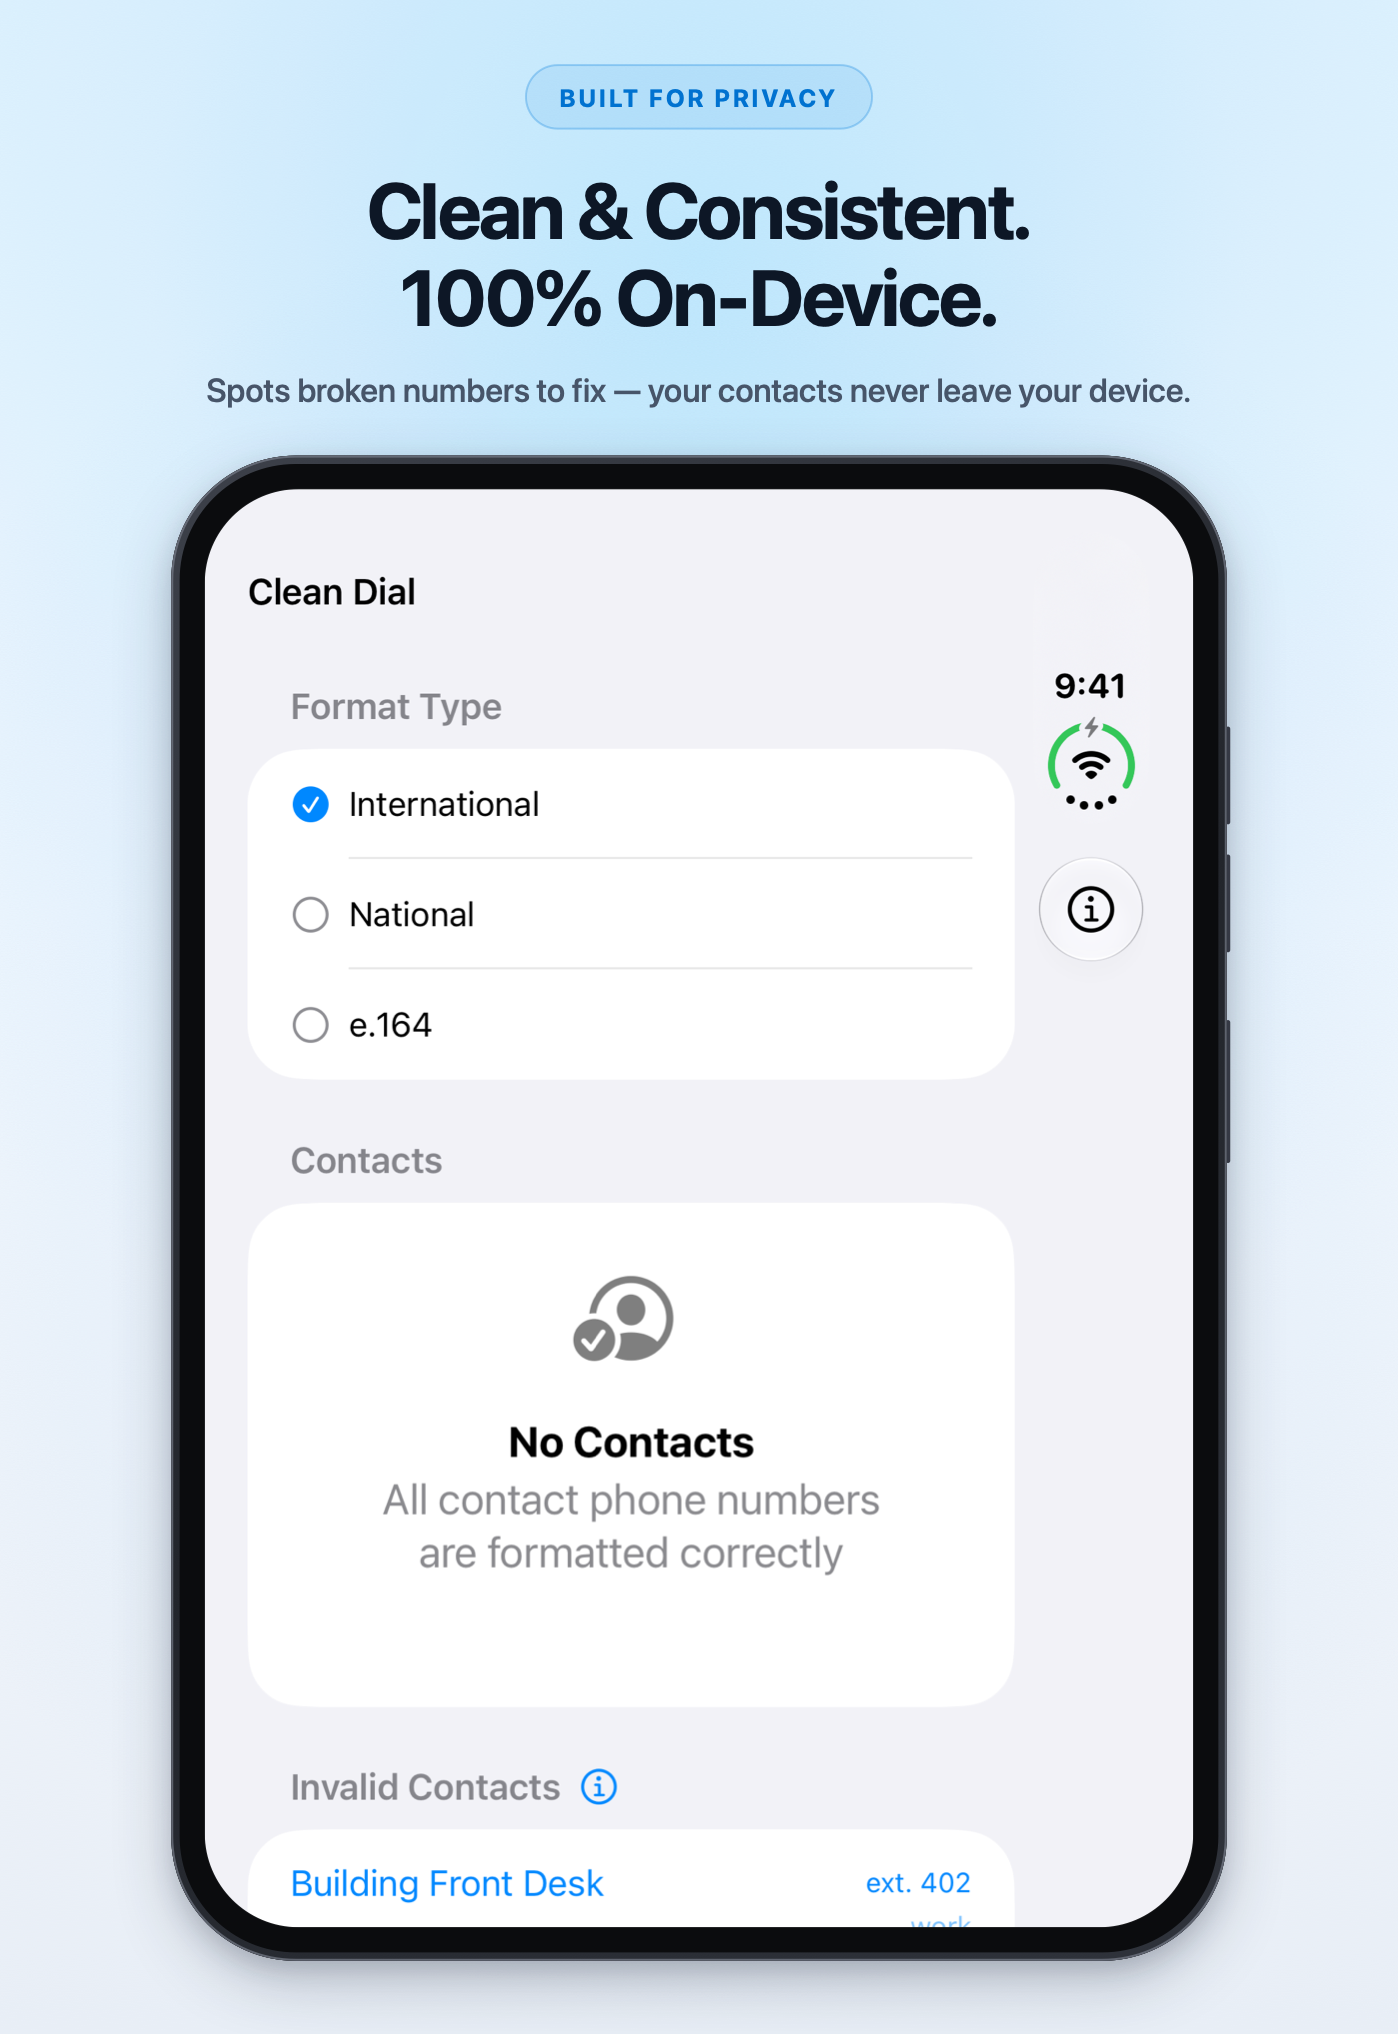 BUILT FOR PRIVACY
Clean & Consistent.
100% On-Device.
Spots broken numbers to fix — your contacts never leave your device.
Clean Dial
9:41
Format Type
International
National
e.164
Contacts
No Contacts
All contact phone numbers
are formatted correctly
Invalid Contacts
Building Front Desk ext. 402
work